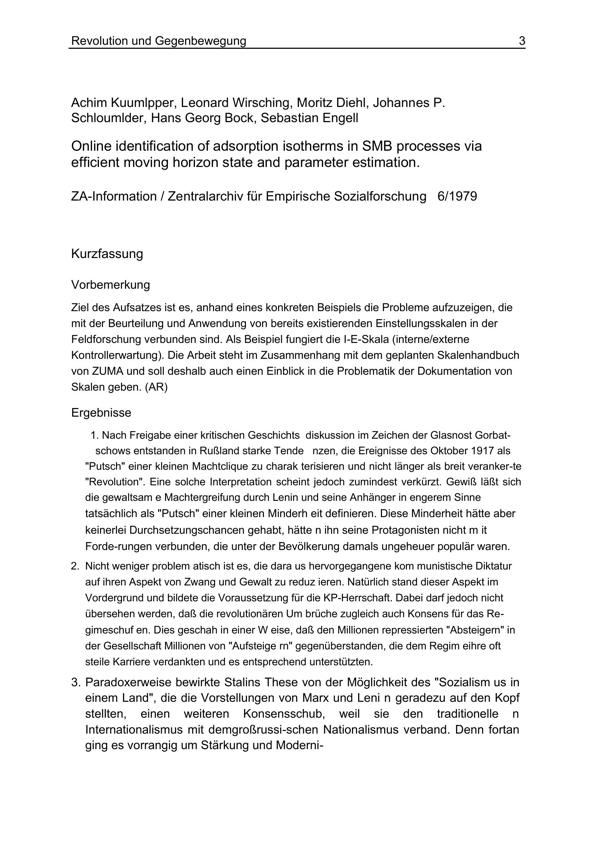 Revolution und Gegenbewegung 3
Achim Kuumlpper, Leonard Wirsching, Moritz Diehl, Johannes P.
Schloumlder, Hans Georg Bock, Sebastian Engell
Online identification of adsorption isotherms in SMB processes via
efficient moving horizon state and parameter estimation.
ZA-Information / Zentralarchiv für Empirische Sozialforschung 6/1979
Kurzfassung
Vorbemerkung
Ziel des Aufsatzes ist es, anhand eines konkreten Beispiels die Probleme aufzuzeigen, die
mit der Beurteilung und Anwendung von bereits existierenden Einstellungsskalen in der
Feldforschung verbunden sind. Als Beispiel fungiert die I-E-Skala (interne/externe
Kontrollerwartung). Die Arbeit steht im Zusammenhang mit dem geplanten Skalenhandbuch
von ZUMA und soll deshalb auch einen Einblick in die Problematik der Dokumentation von
Skalen geben. (AR)
Ergebnisse
1. Nach Freigabe einer kritischen Geschichts diskussion im Zeichen der Glasnost Gorbat-
schows entstanden in Rußland starke Tende nzen, die Ereignisse des Oktober 1917 als
"Putsch" einer kleinen Machtclique zu charak terisieren und nicht länger als breit veranker-te
"Revolution". Eine solche Interpretation scheint jedoch zumindest verkürzt. Gewiß läßt sich
die gewaltsam e Machtergreifung durch Lenin und seine Anhänger in engerem Sinne
tatsächlich als "Putsch" einer kleinen Minderh eit definieren. Diese Minderheit hätte aber
keinerlei Durchsetzungschancen gehabt, hätte n ihn seine Protagonisten nicht m it
Forde-rungen verbunden, die unter der Bevölkerung damals ungeheuer populär waren.
2. Nicht weniger problem atisch ist es, die dara us hervorgegangene kom munistische Diktatur
auf ihren Aspekt von Zwang und Gewalt zu reduz ieren. Natürlich stand dieser Aspekt im
Vordergrund und bildete die Voraussetzung für die KP-Herrschaft. Dabei darf jedoch nicht
übersehen werden, daß die revolutionären Um brüche zugleich auch Konsens für das Re-
gimeschuf en. Dies geschah in einer W eise, daß den Millionen repressierten "Absteigern" in
der Gesellschaft Millionen von "Aufsteige rn" gegenüberstanden, die dem Regim eihre oft
steile Karriere verdankten und es entsprechend unterstützten.
3. Paradoxerweise bewirkte Stalins These von der Möglichkeit des "Sozialism us in
einem Land", die die Vorstellungen von Marx und Leni n geradezu auf den Kopf
stellten, einen weiteren Konsensschub, weil sie den traditionelle n
Internationalismus mit demgroßrussi-schen Nationalismus verband. Denn fortan
ging es vorrangig um Stärkung und Moderni-